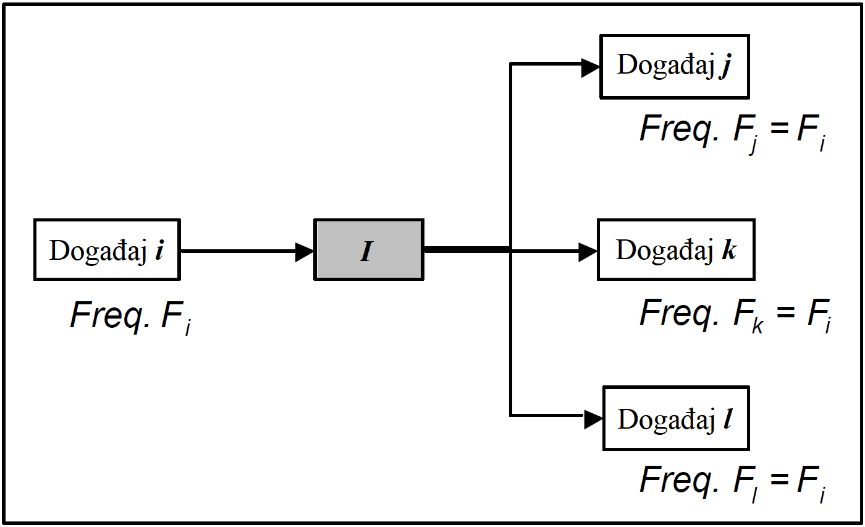 Događaj j
Freq. Fj = Fi
Događaj i
I
Događaj k
Freq. Fi
Freq. Fk = Fi
Događaj l
Freq. Fl = Fi